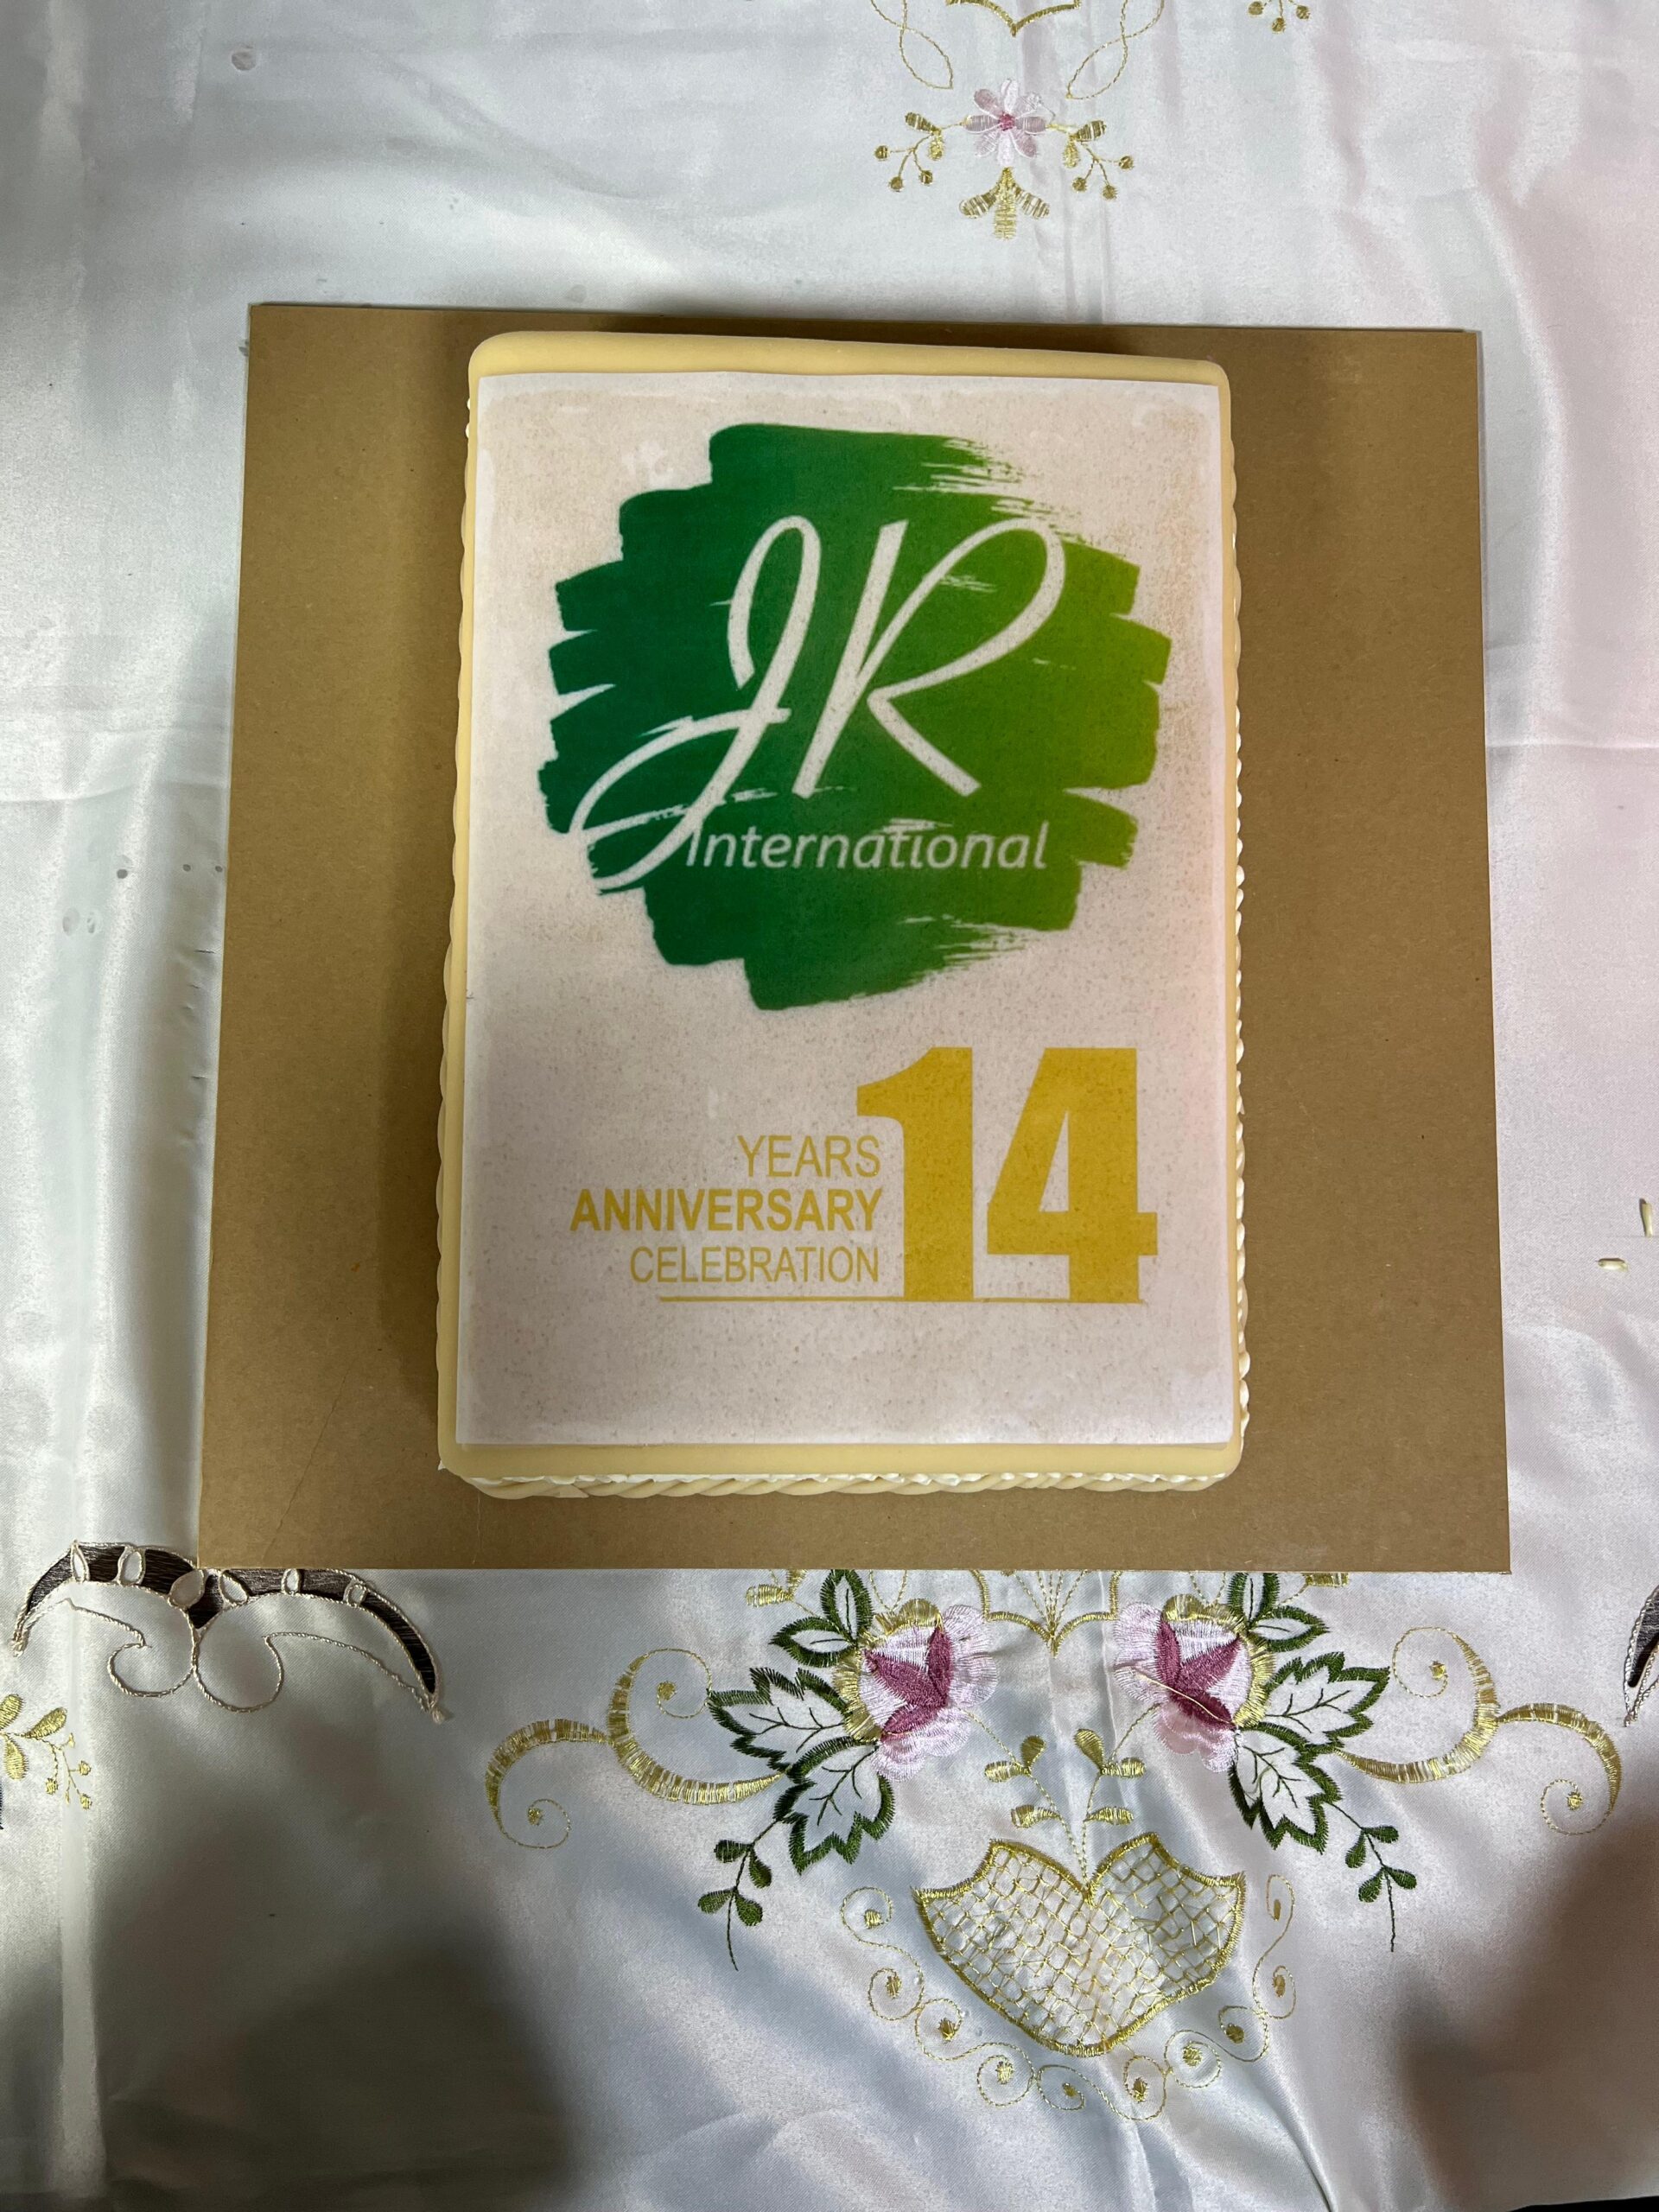 JR
International
YEARS
ANNIVERSARY
CELEBRATION
14